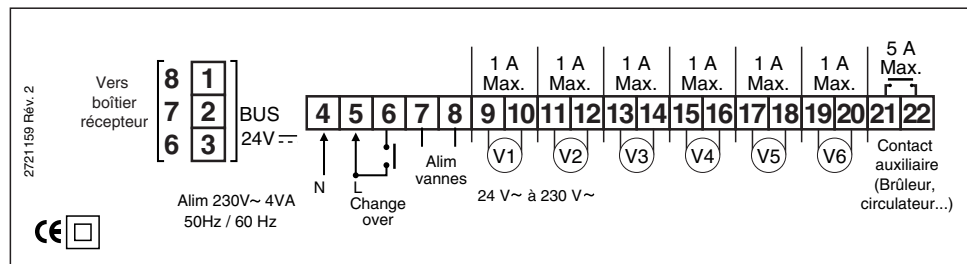 2721159 Rév. 2
Vers
boîtier
récepteur
8 1
7 2
6 3
BUS
24V
Alim 230V~ 4VA
50Hz / 60 Hz
1 A
Max.
1 A
Max.
1 A
Max.
1 A
Max.
1 A
Max.
1 A
Max.
5 A
Max.
4 5 6 7 8 9 10 11 12 13 14 15 16 17 18 19 20 21 22
N
L
Change
over
Alim
vannes
V1 V2 V3 V4 V5 V6
24 V~ à 230 V~
Contact
auxiliaire
(Brûleur,
circulateur...)
CE